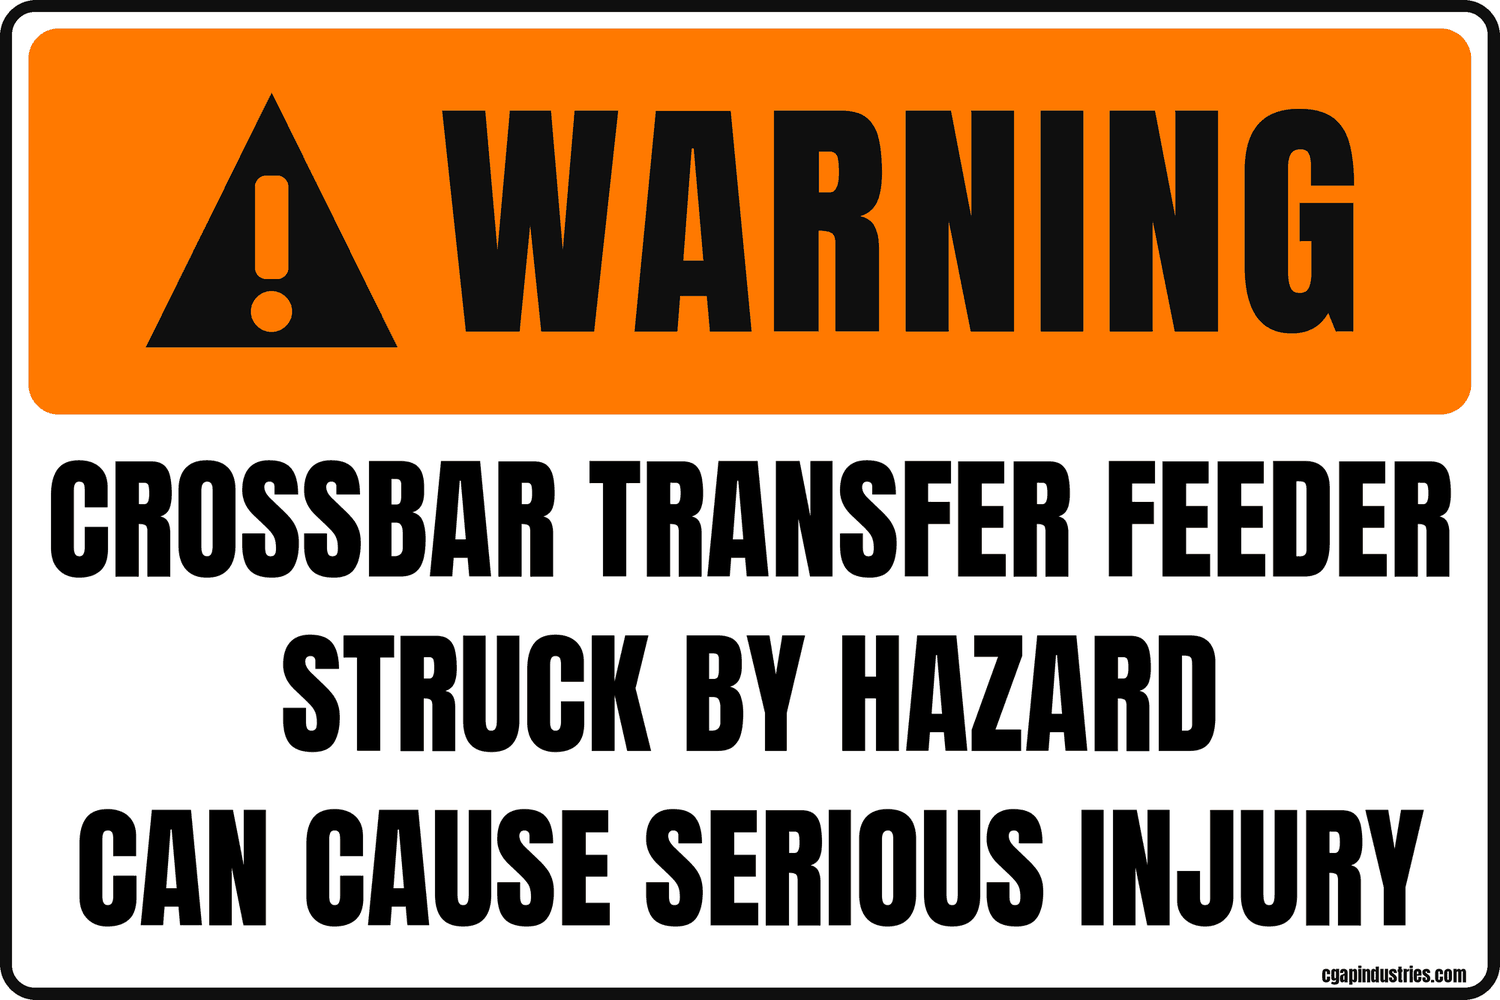 WARNING
CROSSBAR TRANSFER FEEDER
STRUCK BY HAZARD
CAN CAUSE SERIOUS INJURY
cgapindustries.com